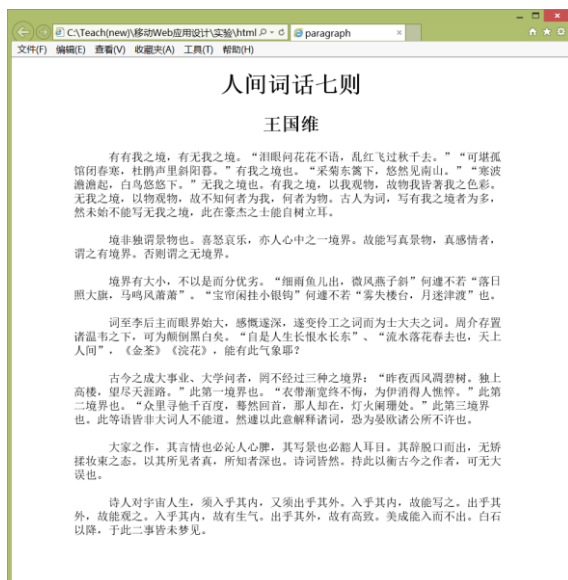 C:\Teach(new)\移动Web应用设计\实验\html
paragraph
文件(F) 编辑(E) 查看(V) 收藏夹(A) 工具(T) 帮助(H)
人间词话七则
王国维
有有我之境，有无我之境。“泪眼问花花不语，乱红飞过秋千去。”“可堪孤
馆闭春寒，杜鹃声里斜阳暮。”有我之境也。“采菊东篱下，悠然见南山。”“寒波
澹澹起，白鸟悠悠下。”无我之境也。有我之境，以我观物，故物我皆著我之色彩。
无我之境，以物观物，故不知何者为我，何者为物。古人为词，写有我之境者为多，
然未始不能写无我之境，此在豪杰之士能自树立耳。
境非独谓景物也。喜怒哀乐，亦人心中之一境界。故能写真景物，真感情者，
谓之有境界。否则谓之无境界。
境界有大小，不以是而分优劣。“细雨鱼儿出，微风燕子斜”何遽不若“落日
照大旗，马鸣风萧萧”。“宝帘闲挂小银钩”何遽不若“雾失楼台，月迷津渡”也。
词至李后主而眼界始大，感慨遂深，遂变伶工之词而为士大夫之词。周介存置
诸温韦之下，可为颠倒黑白矣。“自是人生长恨水长东”、“流水落花春去也，天上
人间”，《金荃》《浣花》，能有此气象耶？
古今之成大事业、大学问者，罔不经过三种之境界：“昨夜西风凋碧树。独上
高楼，望尽天涯路。”此第一境界也。“衣带渐宽终不悔，为伊消得人憔悴。” 此第
二境界也。“众里寻他千百度，蓦然回首，那人却在，灯火阑珊处。”此第三境界
也。此等语皆非大词人不能道。然遽以此意解释诸词，恐为晏欧诸公所不许也。
大家之作，其言情也必沁人心脾，其写景也必豁人耳目。其辞脱口而出，无矫
揉妆束之态。以其所见者真，所知者深也。诗词皆然。持此以衡古今之作者，可无大
误也。
诗人对宇宙人生，须入乎其内，又须出乎其外。入乎其内，故能写之。出乎其
外，故能观之。入乎其内，故有生气。出乎其外，故有高致。美成能入而不出。白石
以降，于此二事皆未梦见。